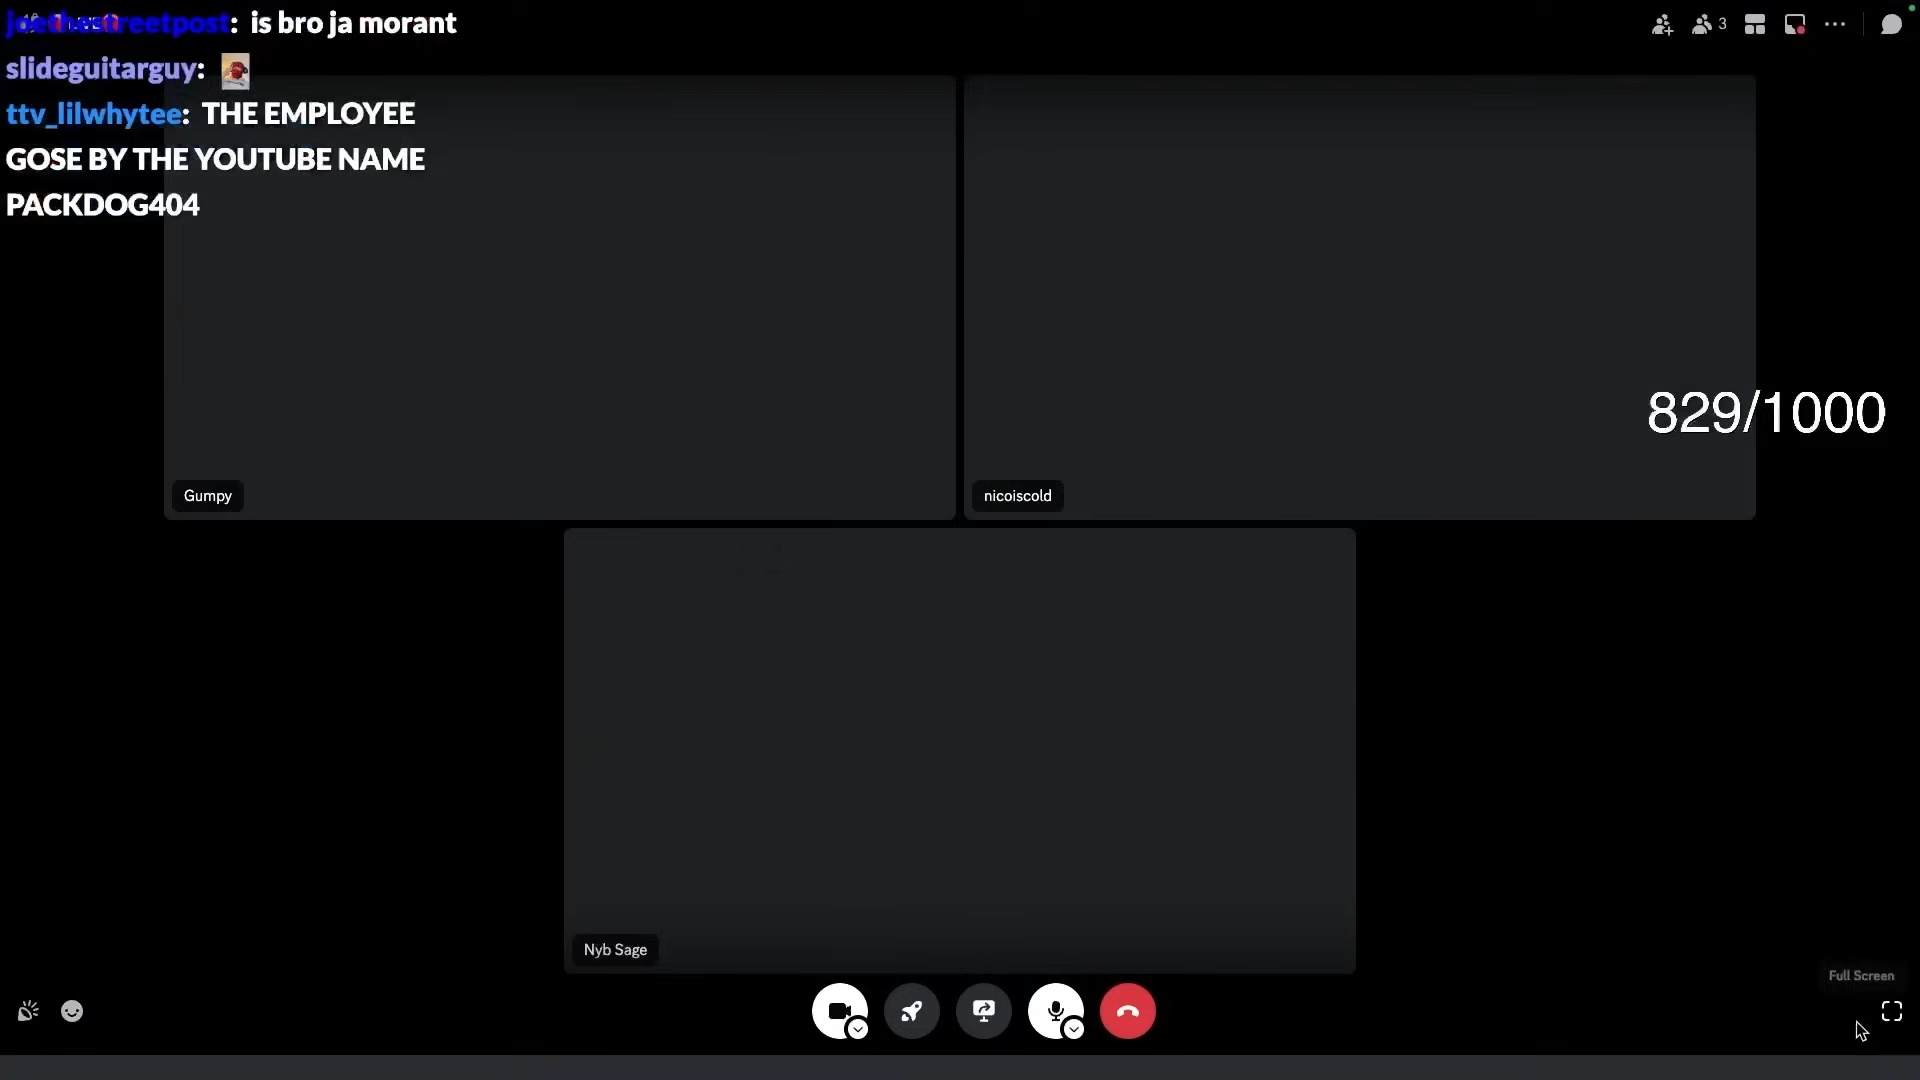 joethestreetpost: is bro ja morant
3
slideguitarguy:
ttv_lilwhytee: THE EMPLOYEE
GOSE BY THE YOUTUBE NAME
PACKDOG404
829/1000
Gumpy
nicoiscold
Nyb Sage
Full Screen